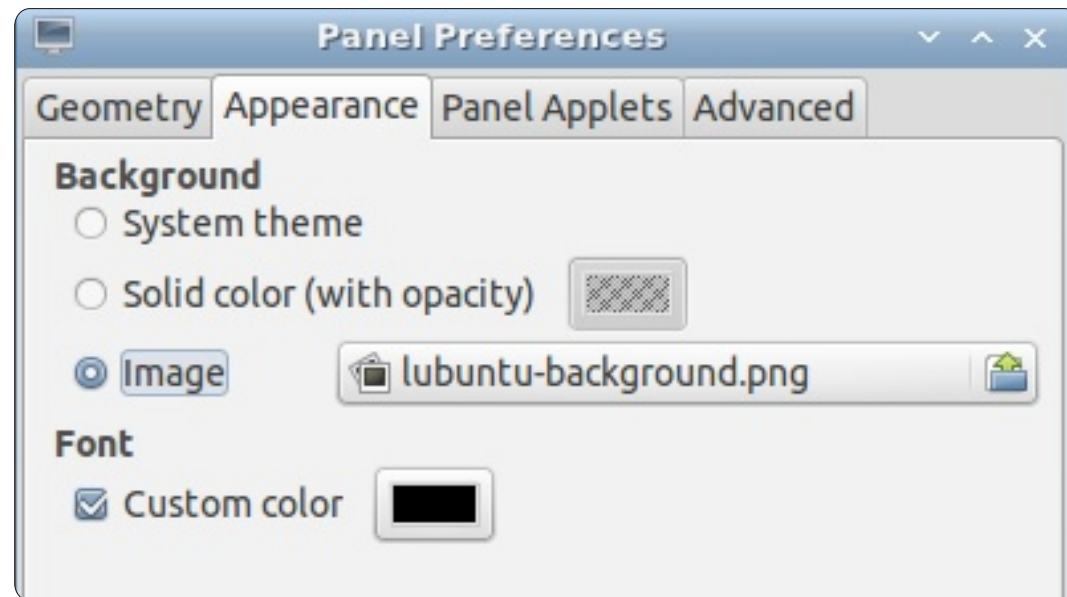 Panel Preferences
Geometry Appearance Panel Applets Advanced
Background
System theme
Solid color (with opacity)
Image lubuntu-background.png
Font
Custom color